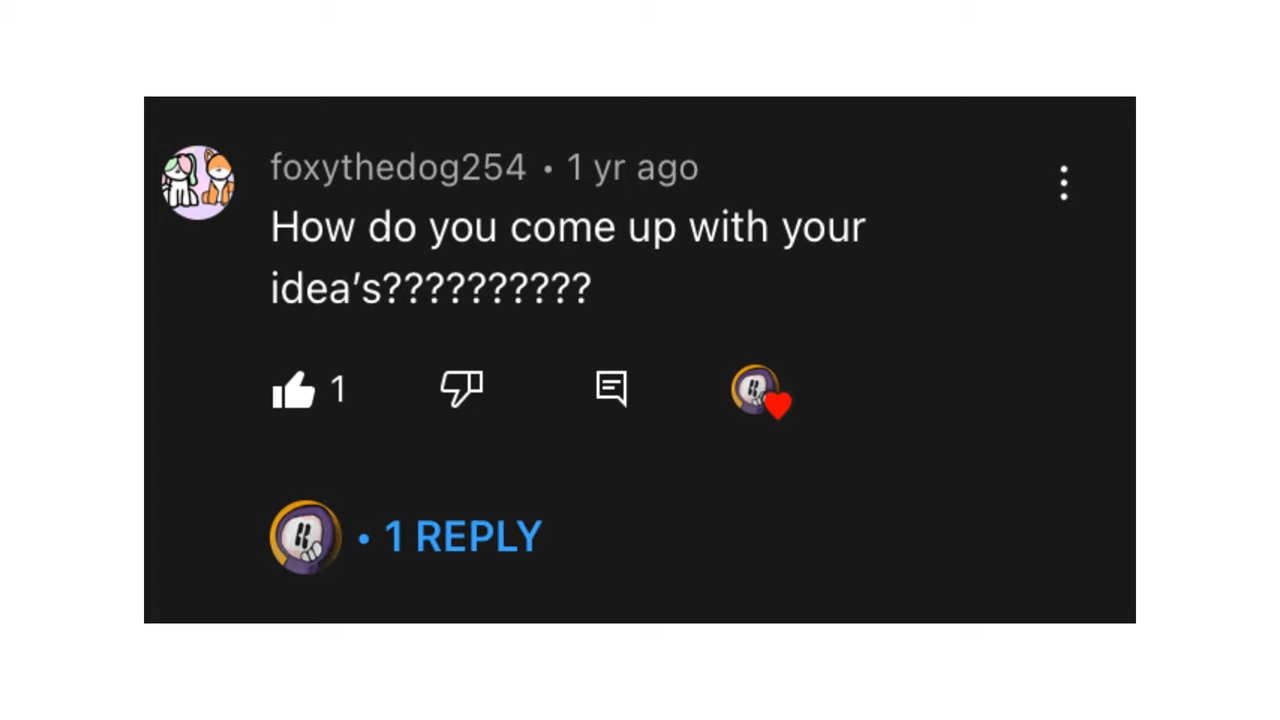 foxythedog254 • 1 yr ago
How do you come up with your
idea's??????????
1
• 1 REPLY